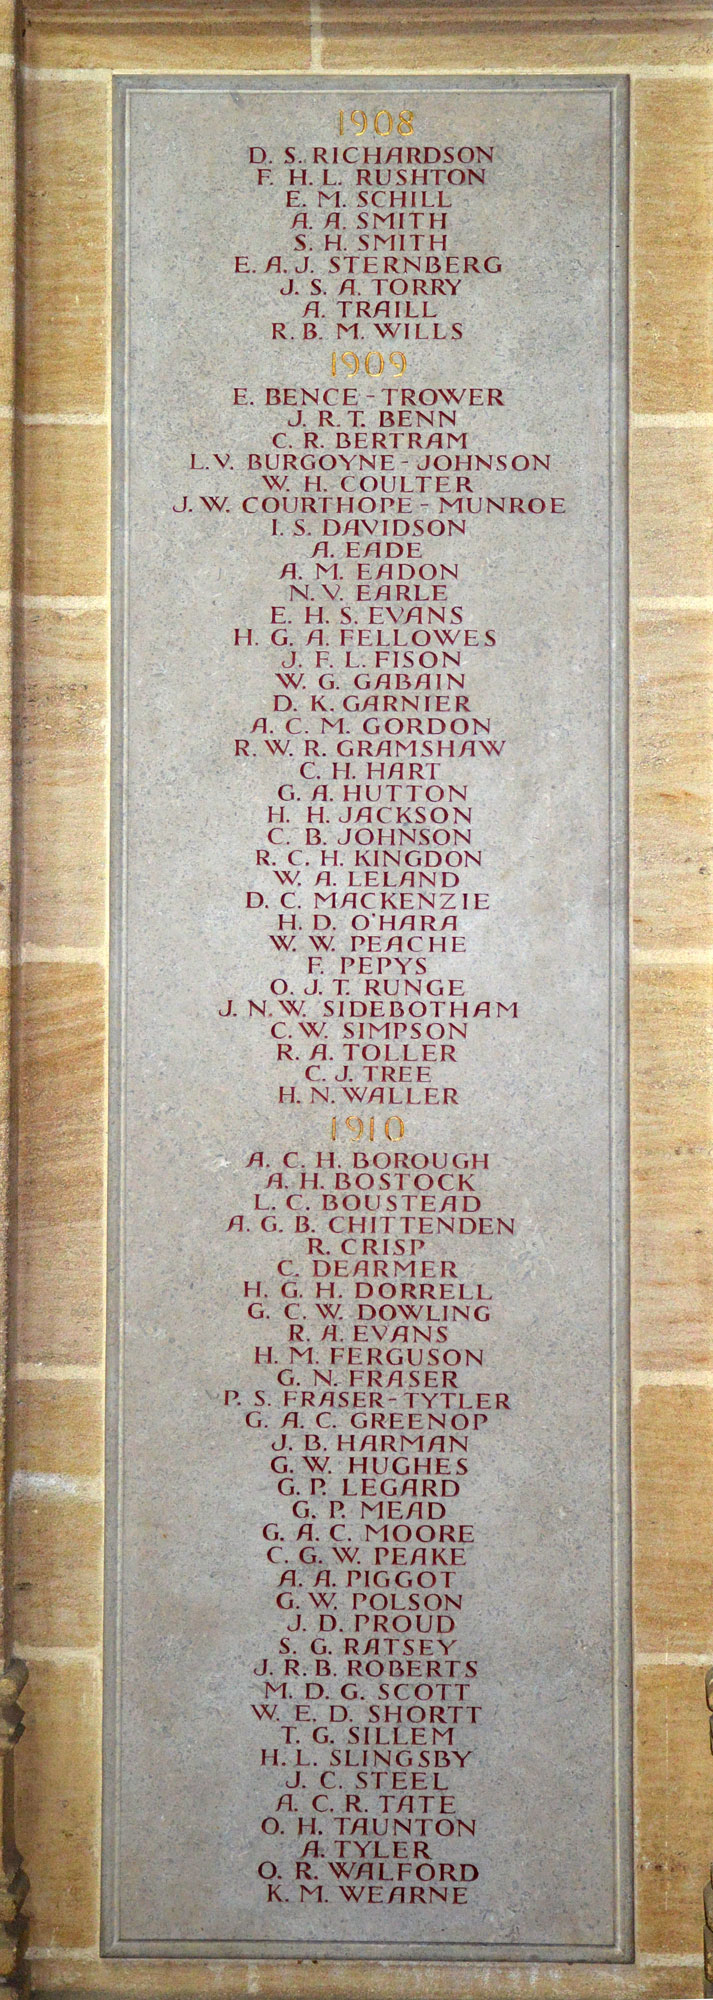 1908
D. S. RICHARDSON
F. H. L. RUSHTON
E. M. SCHILL
A. A. SMITH
S. H. SMITH
E. A. J. STERNBERG
J. S. A. TORRY
A. TRAILL
R. B. M. WILLS
1909
E. BENCE - TROWER
J. R. T. BENN
C. R. BERTRAM
L. V. BURGOYNE - JOHNSON
W. H. COULTER
J. W. COURTHOPE - MUNROE
I. S. DAVIDSON
A. EADE
A. M. EADON
N. V. EARLE
E. H. S. EVANS
H. G. A. FELLOWES
J. F. L. FISON
W. G. GABAIN
D. K. GARNIER
A. C. M. GORDON
R. W. R. GRAMSHAW
C. H. HART
G. A. HUTTON
H. H. JACKSON
C. B. JOHNSON
R. C. H. KINGDON
W. A. LELAND
D. C. MACKENZIE
H. D. O'HARA
W. W. PEACHE
F. PEPYS
O. J. T. RUNGE
J. N. W. SIDEBOTHAM
C. W. SIMPSON
R. A. TOLLER
C. J. TREE
H. N. WALLER
1910
A. C. H. BOROUGH
A. H. BOSTOCK
L. C. BOUSTEAD
A. G. B. CHITTENDEN
R. CRISP
C. DEARMER
H. G. H. DORRELL
G. C. W. DOWLING
R. A. EVANS
H. M. FERGUSON
G. N. FRASER
P. S. FRASER - TYTLER
G. A. C. GREENOP
J. B. HARMAN
G. W. HUGHES
G. P. LEGARD
G. P. MEAD
G. A. C. MOORE
C. G. W. PEAKE
A. A. PIGGOT
G. W. POLSON
J. D. PROUD
S. G. RATSEY
J. R. B. ROBERTS
M. D. G. SCOTT
W. E. D. SHORTT
T. G. SILLEM
H. L. SLINGSBY
J. C. STEEL
A. C. R. TATE
O. H. TAUNTON
A. TYLER
O. R. WALFORD
K. M. WEARNE